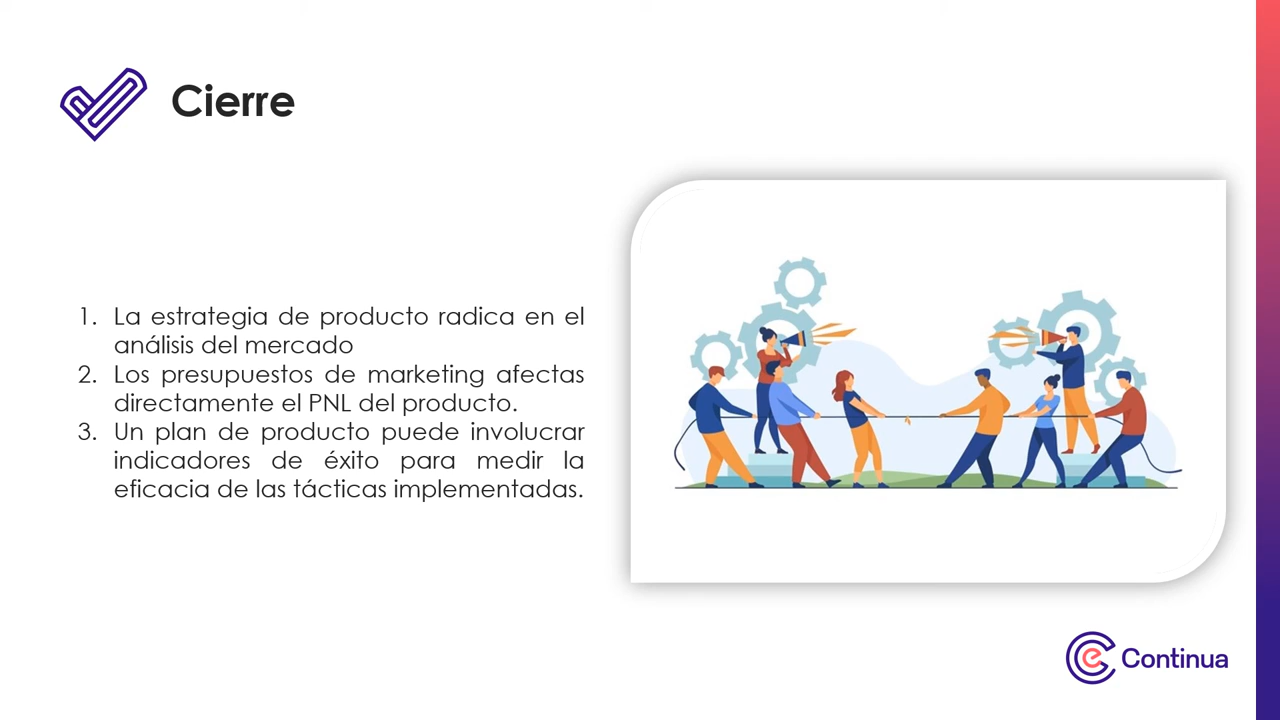 Cierre
1. La estrategia de producto radica en el
análisis del mercado
2. Los presupuestos de marketing afectas
directamente el PNL del producto.
3. Un plan de producto puede involucrar
indicadores de éxito para medir la
eficacia de las tácticas implementadas.
e Continua